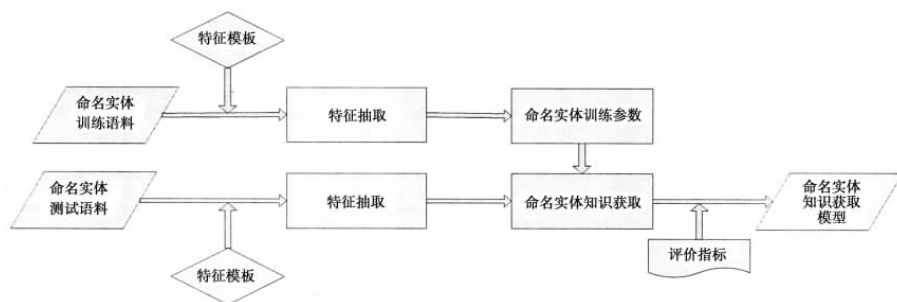 特征模板
命名实体
训练语料
特征抽取
命名实体训练参数
命名实体
测试语料
特征抽取
命名实体知识获取
命名实体
知识获取
模型
特征模板
评价指标